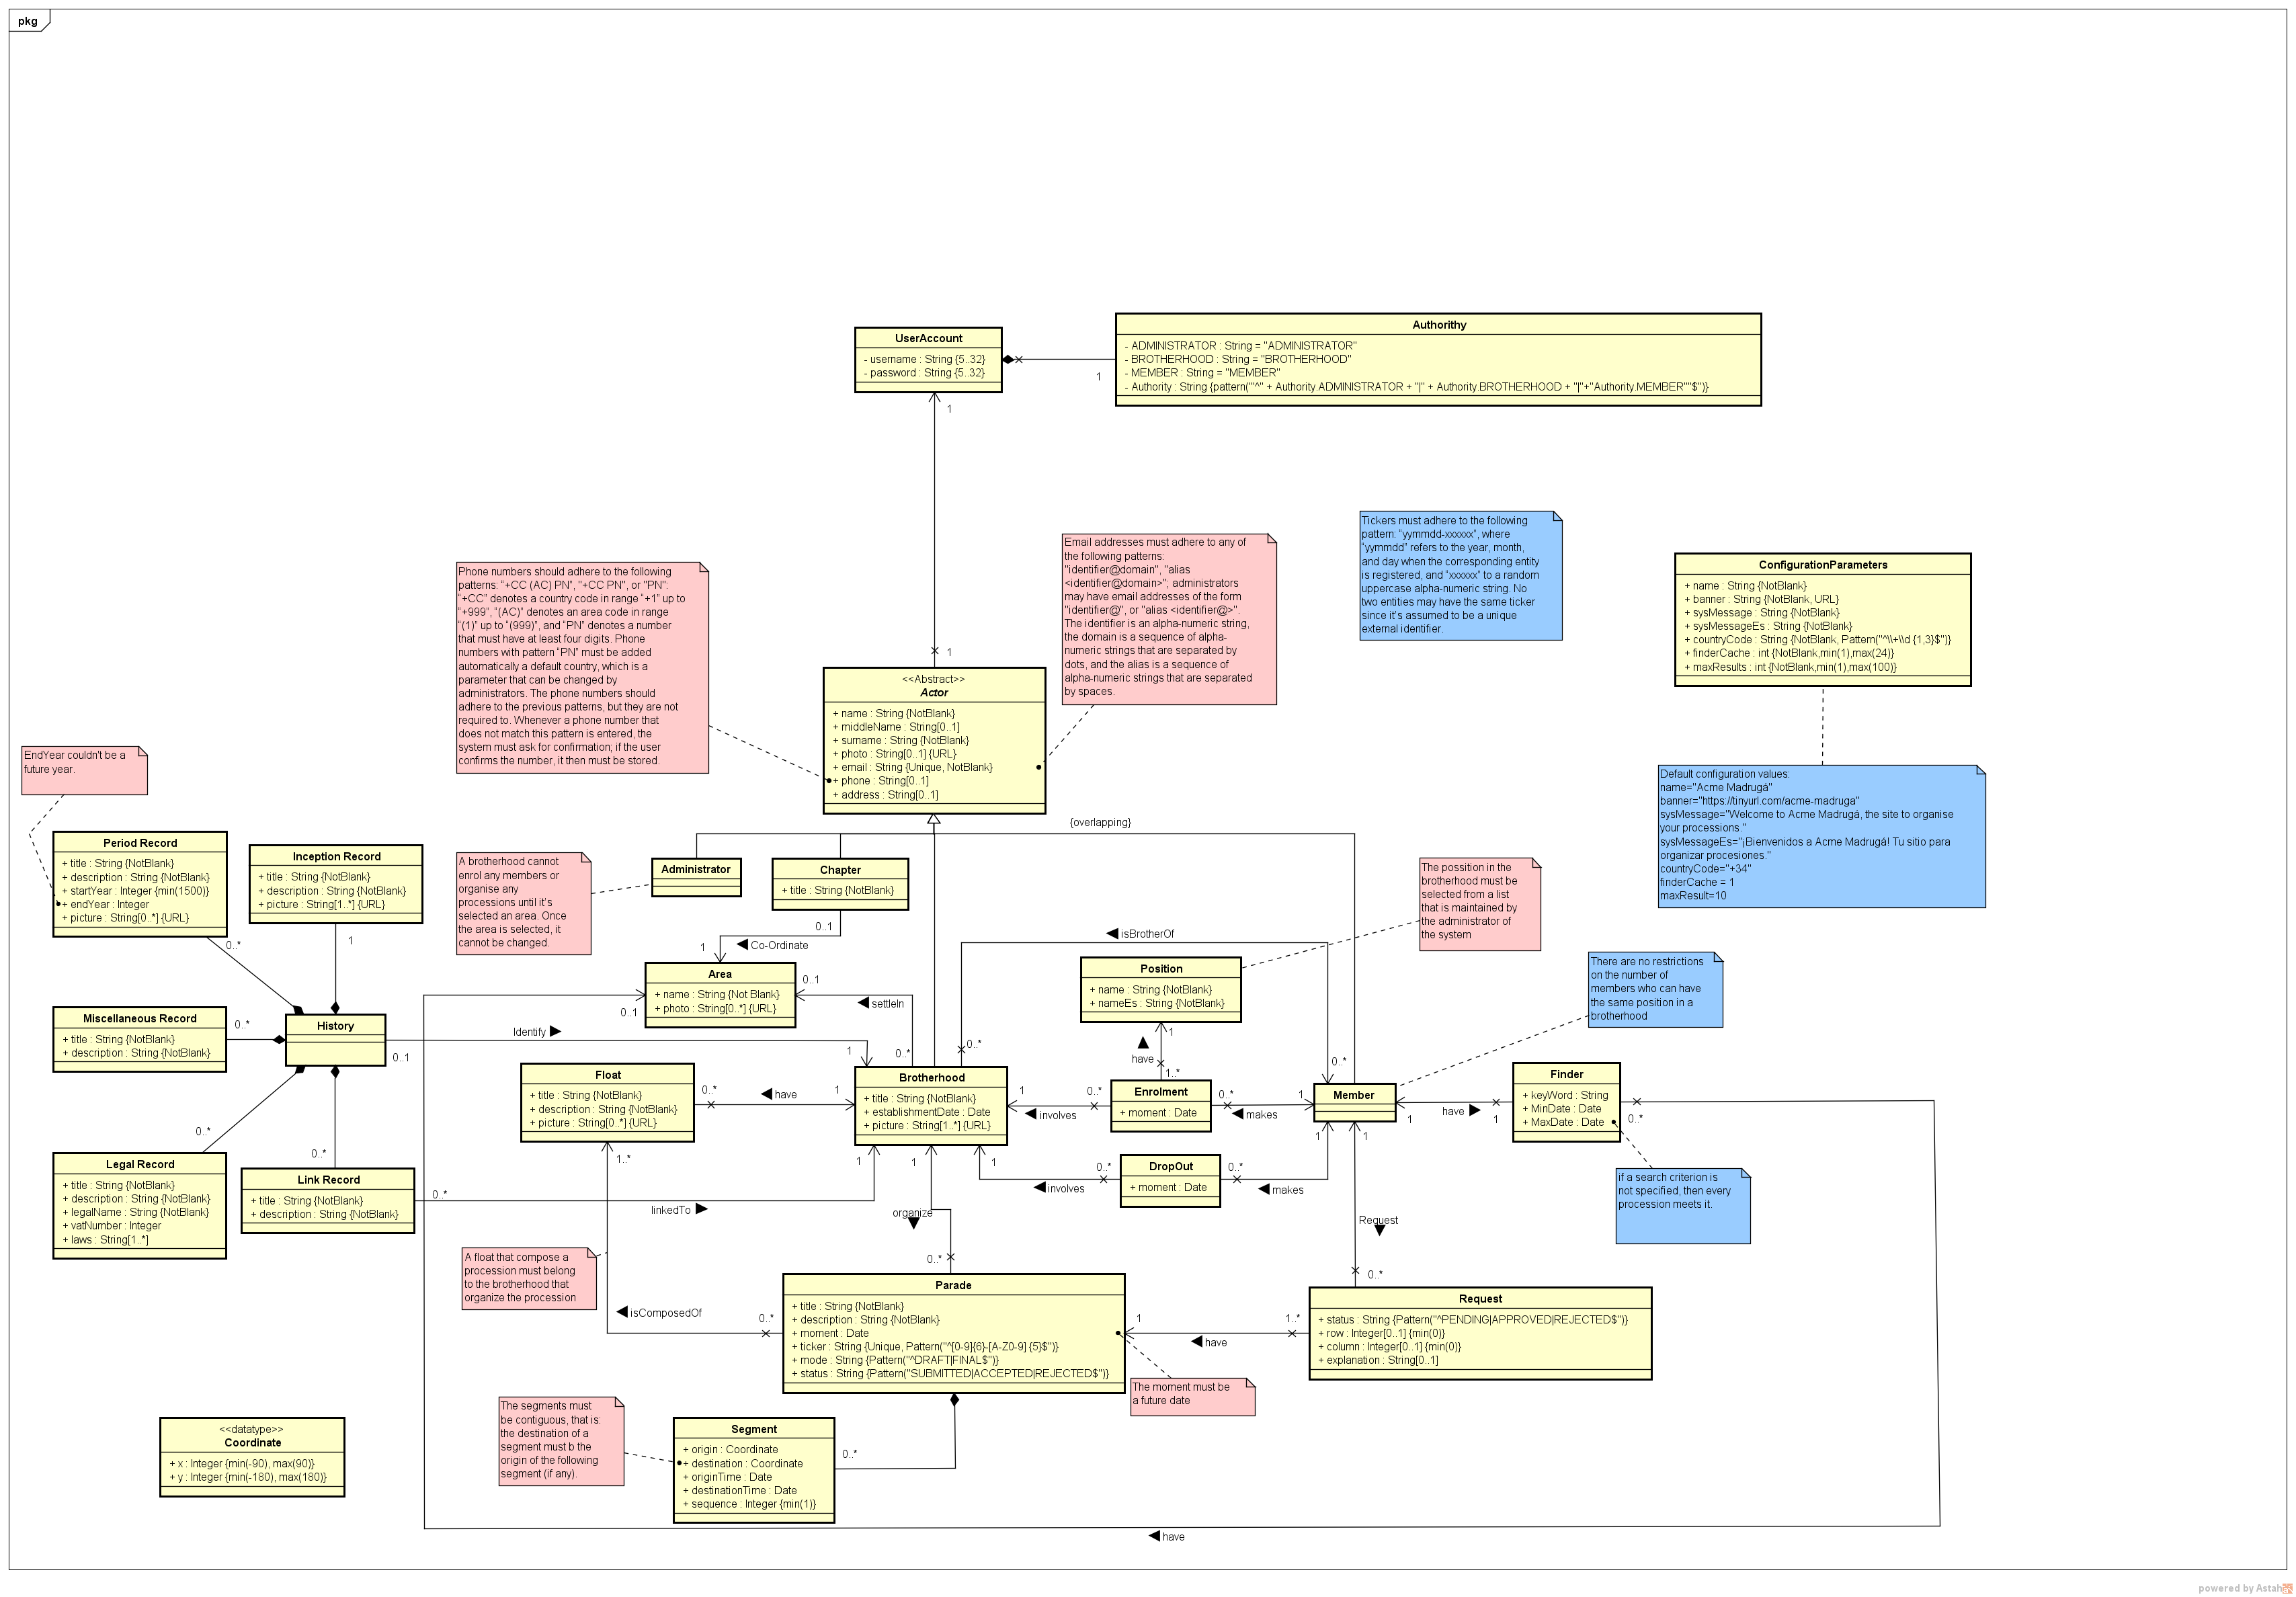 pkg
UserAccount
- username : String {5..32}
- password : String {5..32}
1
Authorithy
- ADMINISTRATOR : String = "ADMINISTRATOR"
- BROTHERHOOD : String = "BROTHERHOOD"
- MEMBER : String = "MEMBER"
- Authority : String {pattern("^" + Authority.ADMINISTRATOR + "|" + Authority.BROTHERHOOD + "|"+"Authority.MEMBER""$")}
1
1
Phone numbers should adhere to the following
patterns: "+CC (AC) PN", "+CC PN", or "PN":
"+CC" denotes a country code in range "+1" up to
"+999", "(AC)" denotes an area code in range
"(1)" up to "(999)", and "PN" denotes a number
that must have at least four digits. Phone
numbers with pattern "PN" must be added
automatically a default country, which is a
parameter that can be changed by
administrators. The phone numbers should
adhere to the previous patterns, but they are not
required to. Whenever a phone number that
does not match this pattern is entered, the
system must ask for confirmation; if the user
confirms the number, it then must be stored.
Email addresses must adhere to any of
the following patterns:
"identifier@domain", "alias
<identifier@domain>"; administrators
may have email addresses of the form
"identifier@", or "alias <identifier@>".
The identifier is an alpha-numeric string,
the domain is a sequence of alpha-
numeric strings that are separated by
dots, and the alias is a sequence of
alpha-numeric strings that are separated
by spaces.
Tickers must adhere to the following
pattern: "yymmdd-xxxxxx", where
"yymmdd" refers to the year, month,
and day when the corresponding entity
is registered, and "xxxxxx" to a random
uppercase alpha-numeric string. No
two entities may have the same ticker
since it's assumed to be a unique
external identifier.
ConfigurationParameters
+ name : String {NotBlank}
+ banner : String {NotBlank, URL}
+ sysMessage : String {NotBlank}
+ sysMessageEs : String {NotBlank}
+ countryCode : String {NotBlank, Pattern("^\\+\\d {1,3}$")}
+ finderCache : int {NotBlank,min(1),max(24)}
+ maxResults : int {NotBlank,min(1),max(100)}
<<Abstract>>
Actor
+ name : String {NotBlank}
+ middleName : String[0..1]
+ surname : String {NotBlank}
+ photo : String[0..1] {URL}
+ email : String {Unique, NotBlank}
+ phone : String[0..1]
+ address : String[0..1]
{overlapping}
Default configuration values:
name="Acme Madrugá"
banner="https://tinyurl.com/acme-madruga"
sysMessage="Welcome to Acme Madrugá, the site to organise
your processions."
sysMessageEs="¡Bienvenidos a Acme Madrugá! Tu sitio para
organizar procesiones."
countryCode="+34"
finderCache = 1
maxResult=10
EndYear couldn't be a
future year.
Period Record
+ title : String {NotBlank}
+ description : String {NotBlank}
+ startYear : Integer {min(1500)}
+ endYear : Integer
+ picture : String[0..*] {URL}
0..*
Inception Record
+ title : String {NotBlank}
+ description : String {NotBlank}
+ picture : String[1..*] {URL}
1
A brotherhood cannot
enrol any members or
organise any
processions until it's
selected an area. Once
the area is selected, it
cannot be changed.
Administrator
Chapter
+ title : String {NotBlank}
0..1
1
Co-Ordinate
The possition in the
brotherhood must be
selected from a list
that is maintained by
the administrator of
the system
isBrotherOf
Area
+ name : String {Not Blank}
+ photo : String[0..*] {URL}
0..1
0..1
settleIn
Position
+ name : String {NotBlank}
+ nameEs : String {NotBlank}
1
have
1..*
There are no restrictions
on the number of
members who can have
the same position in a
brotherhood
Miscellaneous Record
+ title : String {NotBlank}
+ description : String {NotBlank}
0..*
History
0..1
Identify
1
0..*
0..*
0..*
Float
+ title : String {NotBlank}
+ description : String {NotBlank}
+ picture : String[0..*] {URL}
0..*
have
1
Brotherhood
+ title : String {NotBlank}
+ establishmentDate : Date
+ picture : String[1..*] {URL}
1
involves
0..*
Enrolment
+ moment : Date
0..*
makes
1
Member
1
have
1
Finder
+ keyWord : String
+ MinDate : Date
+ MaxDate : Date
0..*
if a search criterion is
not specified, then every
procession meets it.
0..*
Legal Record
+ title : String {NotBlank}
+ description : String {NotBlank}
+ legalName : String {NotBlank}
+ vatNumber : Integer
+ laws : String[1..*]
0..*
Link Record
+ title : String {NotBlank}
+ description : String {NotBlank}
0..*
linkedTo
1..*
1
1
1
involves
0..*
DropOut
+ moment : Date
0..*
makes
1
1
organize
Request
0..*
0..*
A float that compose a
procession must belong
to the brotherhood that
organize the procession
isComposedOf
0..*
Parade
+ title : String {NotBlank}
+ description : String {NotBlank}
+ moment : Date
+ ticker : String {Unique, Pattern("^[0-9]{6}-[A-Z0-9] {5}$")}
+ mode : String {Pattern("^DRAFT|FINAL$")}
+ status : String {Pattern("SUBMITTED|ACCEPTED|REJECTED$")}
1
have
1..*
Request
+ status : String {Pattern("^PENDING|APPROVED|REJECTED$")}
+ row : Integer[0..1] {min(0)}
+ column : Integer[0..1] {min(0)}
+ explanation : String[0..1]
The moment must be
a future date
The segments must
be contiguous, that is:
the destination of a
segment must b the
origin of the following
segment (if any).
Segment
+ origin : Coordinate
+ destination : Coordinate
+ originTime : Date
+ destinationTime : Date
+ sequence : Integer {min(1)}
0..*
<<datatype>>
Coordinate
+ x : Integer {min(-90), max(90)}
+ y : Integer {min(-180), max(180)}
have
powered by Astah